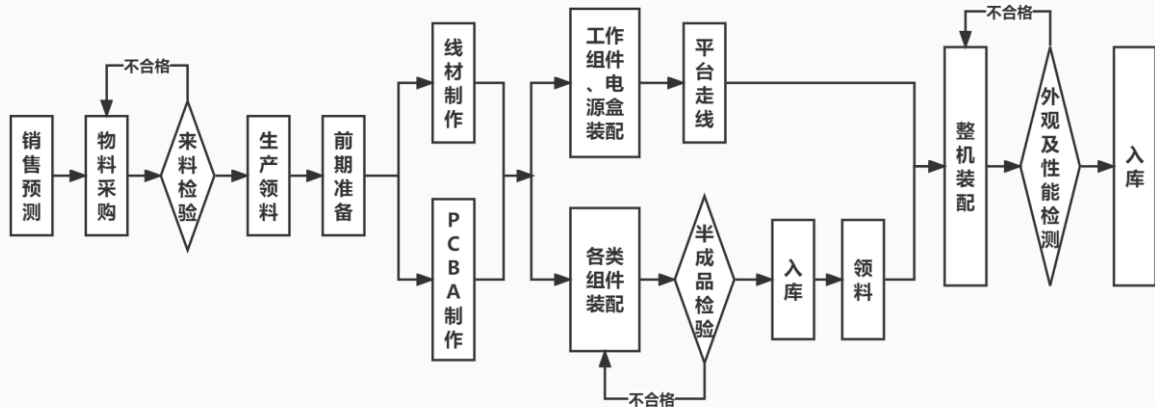 销售预测
物料采购
不合格
来料检验
生产领料
前期准备
线材制作
PCBA制作
工作
组件
、电
源盒
装配
平台走线
各类
组件
装配
半成品检验
不合格
入库
领料
整机装配
不合格
外观及性能检测
入库